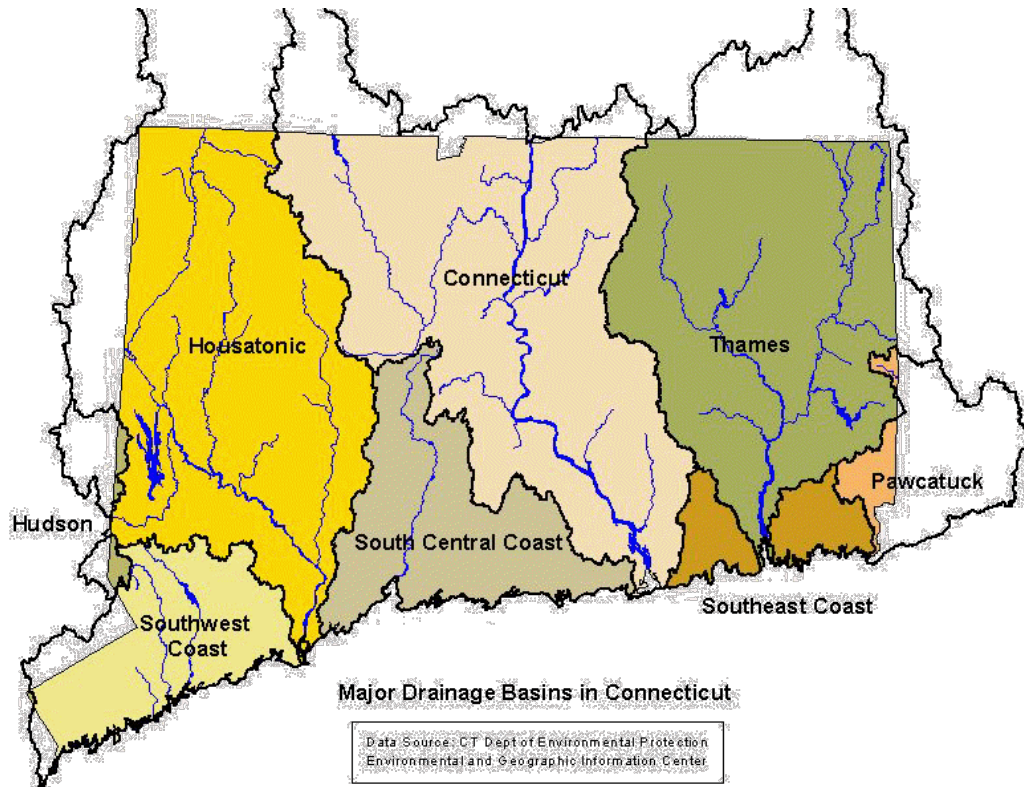 Connecticut
Housatonic
Thames
Pawcatuck
Hudson
South Central Coast
Southeast Coast
Southwest
Coast
Major Drainage Basins in Connecticut
Data Source: CT Dept of Environmental Protection
Environmental and Geographic Information Center